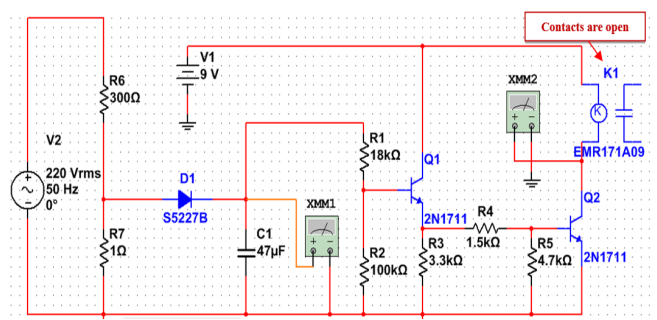 Contacts are open
V1
9 V
K1
XMM2
R6
300Ω
K
EMR171A09
V2
R1
18kΩ
Q1
220 Vrms
50 Hz
0°
D1
S5227B
XMM1
Q2
2N1711
R4
1.5kΩ
R7
1Ω
C1
47µF
R2
100kΩ
R3
3.3kΩ
R5
4.7kΩ
2N1711